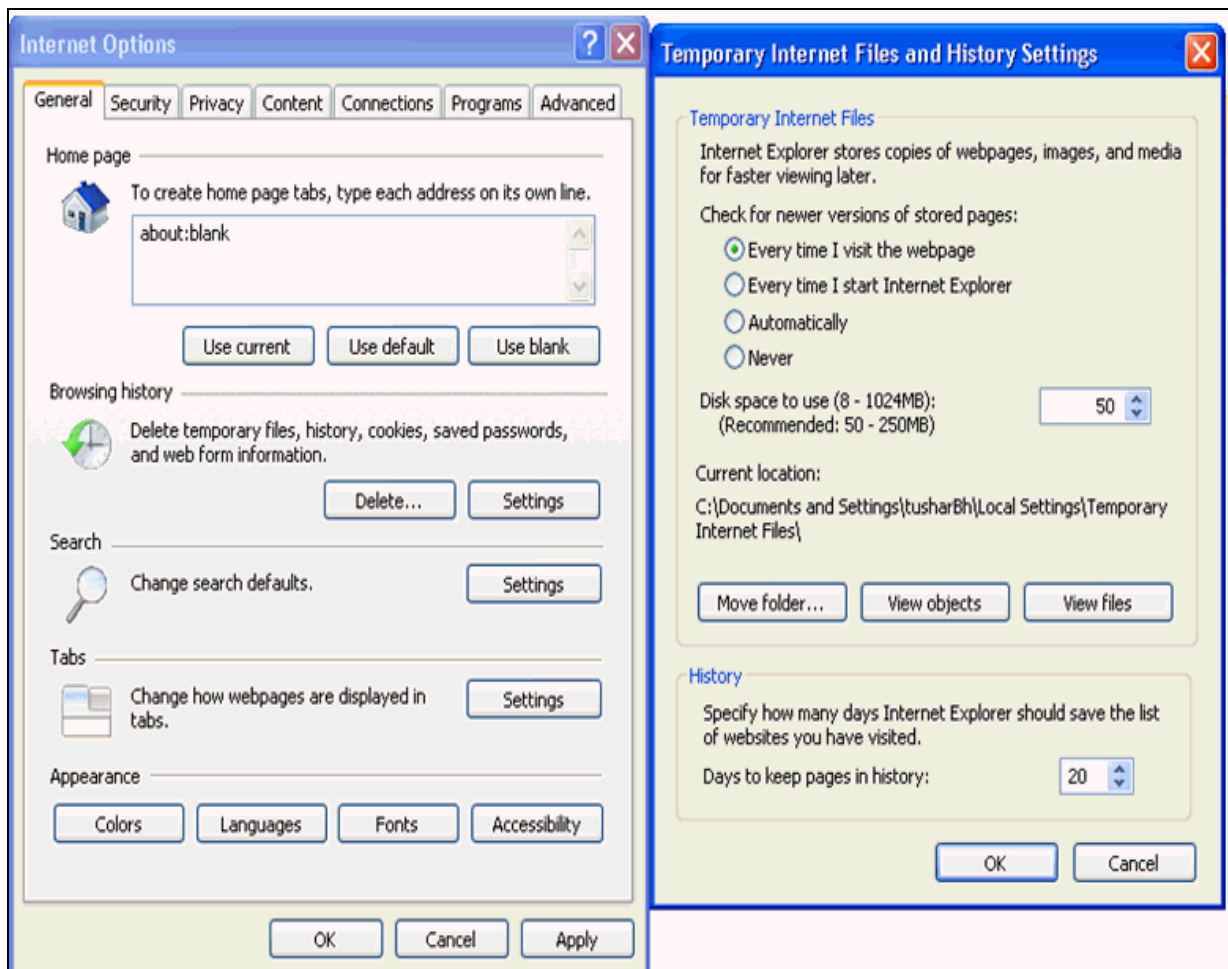 Internet Options
General Security Privacy Content Connections Programs Advanced
Home page
To create home page tabs, type each address on its own line.
about:blank
Use current Use default Use blank
Browsing history
Delete temporary files, history, cookies, saved passwords,
and web form information.
Delete... Settings
Search
Change search defaults.
Settings
Tabs
Change how webpages are displayed in
tabs.
Settings
Appearance
Colors Languages Fonts Accessibility
OK Cancel Apply
Temporary Internet Files and History Settings
Temporary Internet Files
Internet Explorer stores copies of webpages, images, and media
for faster viewing later.
Check for newer versions of stored pages:
Every time I visit the webpage
Every time I start Internet Explorer
Automatically
Never
Disk space to use (8 - 1024MB):
50
(Recommended: 50 - 250MB)
Current location:
C:\Documents and Settings\tusharBh\Local Settings\Temporary
Internet Files\
Move folder... View objects View files
History
Specify how many days Internet Explorer should save the list
of websites you have visited.
Days to keep pages in history: 20
OK Cancel